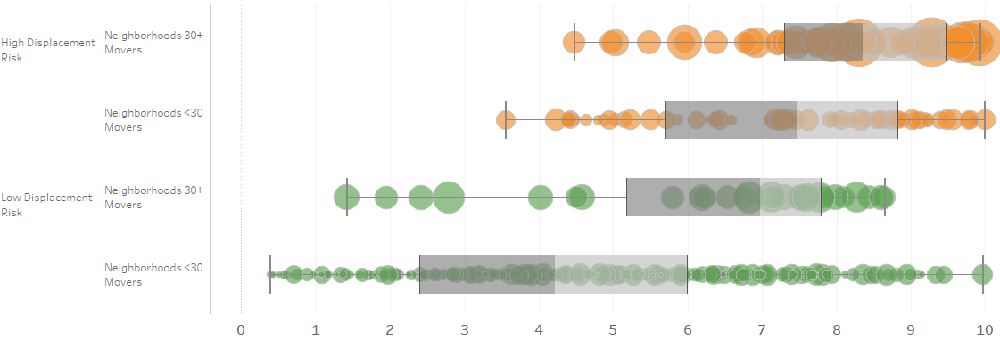 High Displacement
Risk
Neighborhoods 30+
Movers
Neighborhoods <30
Movers
Low Displacement
Risk
Neighborhoods 30+
Movers
Neighborhoods <30
Movers
0 1 2 3 4 5 6 7 8 9 10